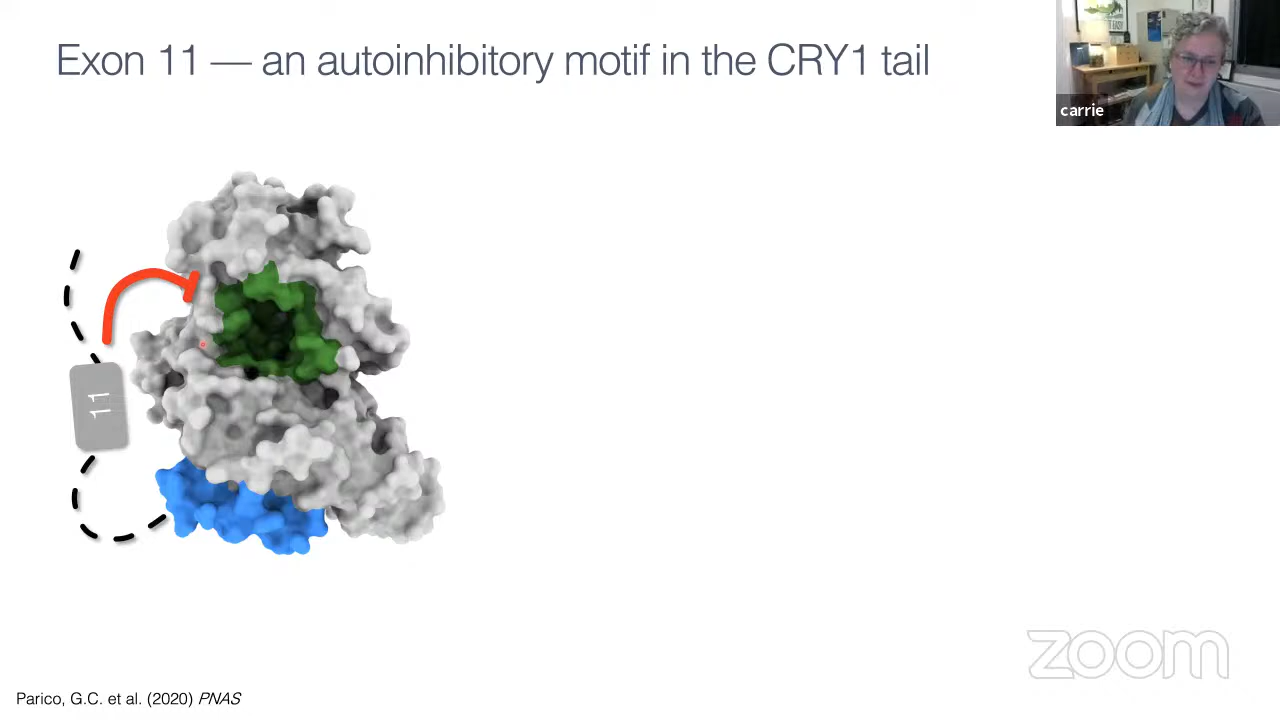 Exon 11 — an autoinhibitory motif in the CRY1 tail
carrie
11
zoom
Parico, G.C. et al. (2020) PNAS